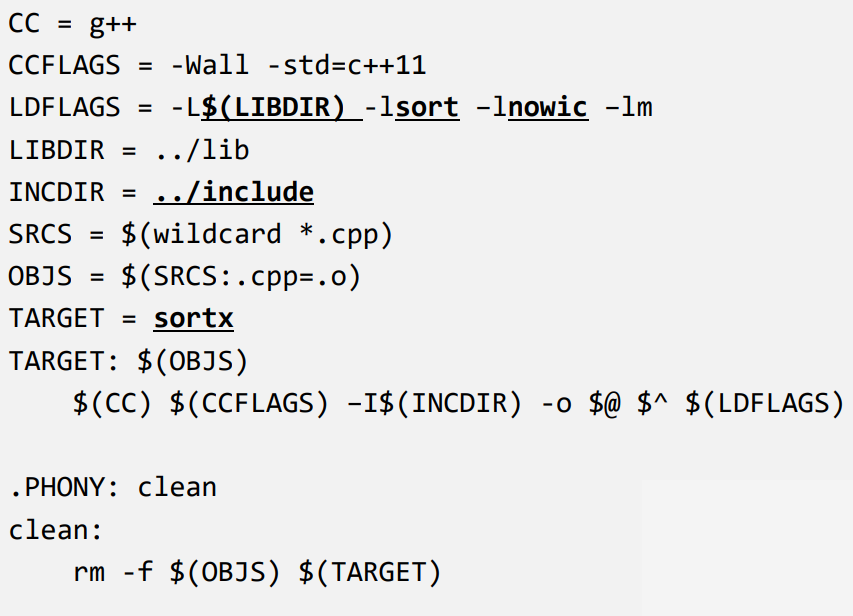 CC = g++
CCFLAGS = -Wall -std=c++11
LDFLAGS = -L$(LIBDIR) -lsort –lnowic –lm
LIBDIR = ../lib
INCDIR = ../include
SRCS = $(wildcard *.cpp)
OBJS = $(SRCS:.cpp=.o)
TARGET = sortx
TARGET: $(OBJS)
$(CC) $(CCFLAGS) –I$(INCDIR) -o $@ $^ $(LDFLAGS)
.PHONY: clean
clean:
rm -f $(OBJS) $(TARGET)